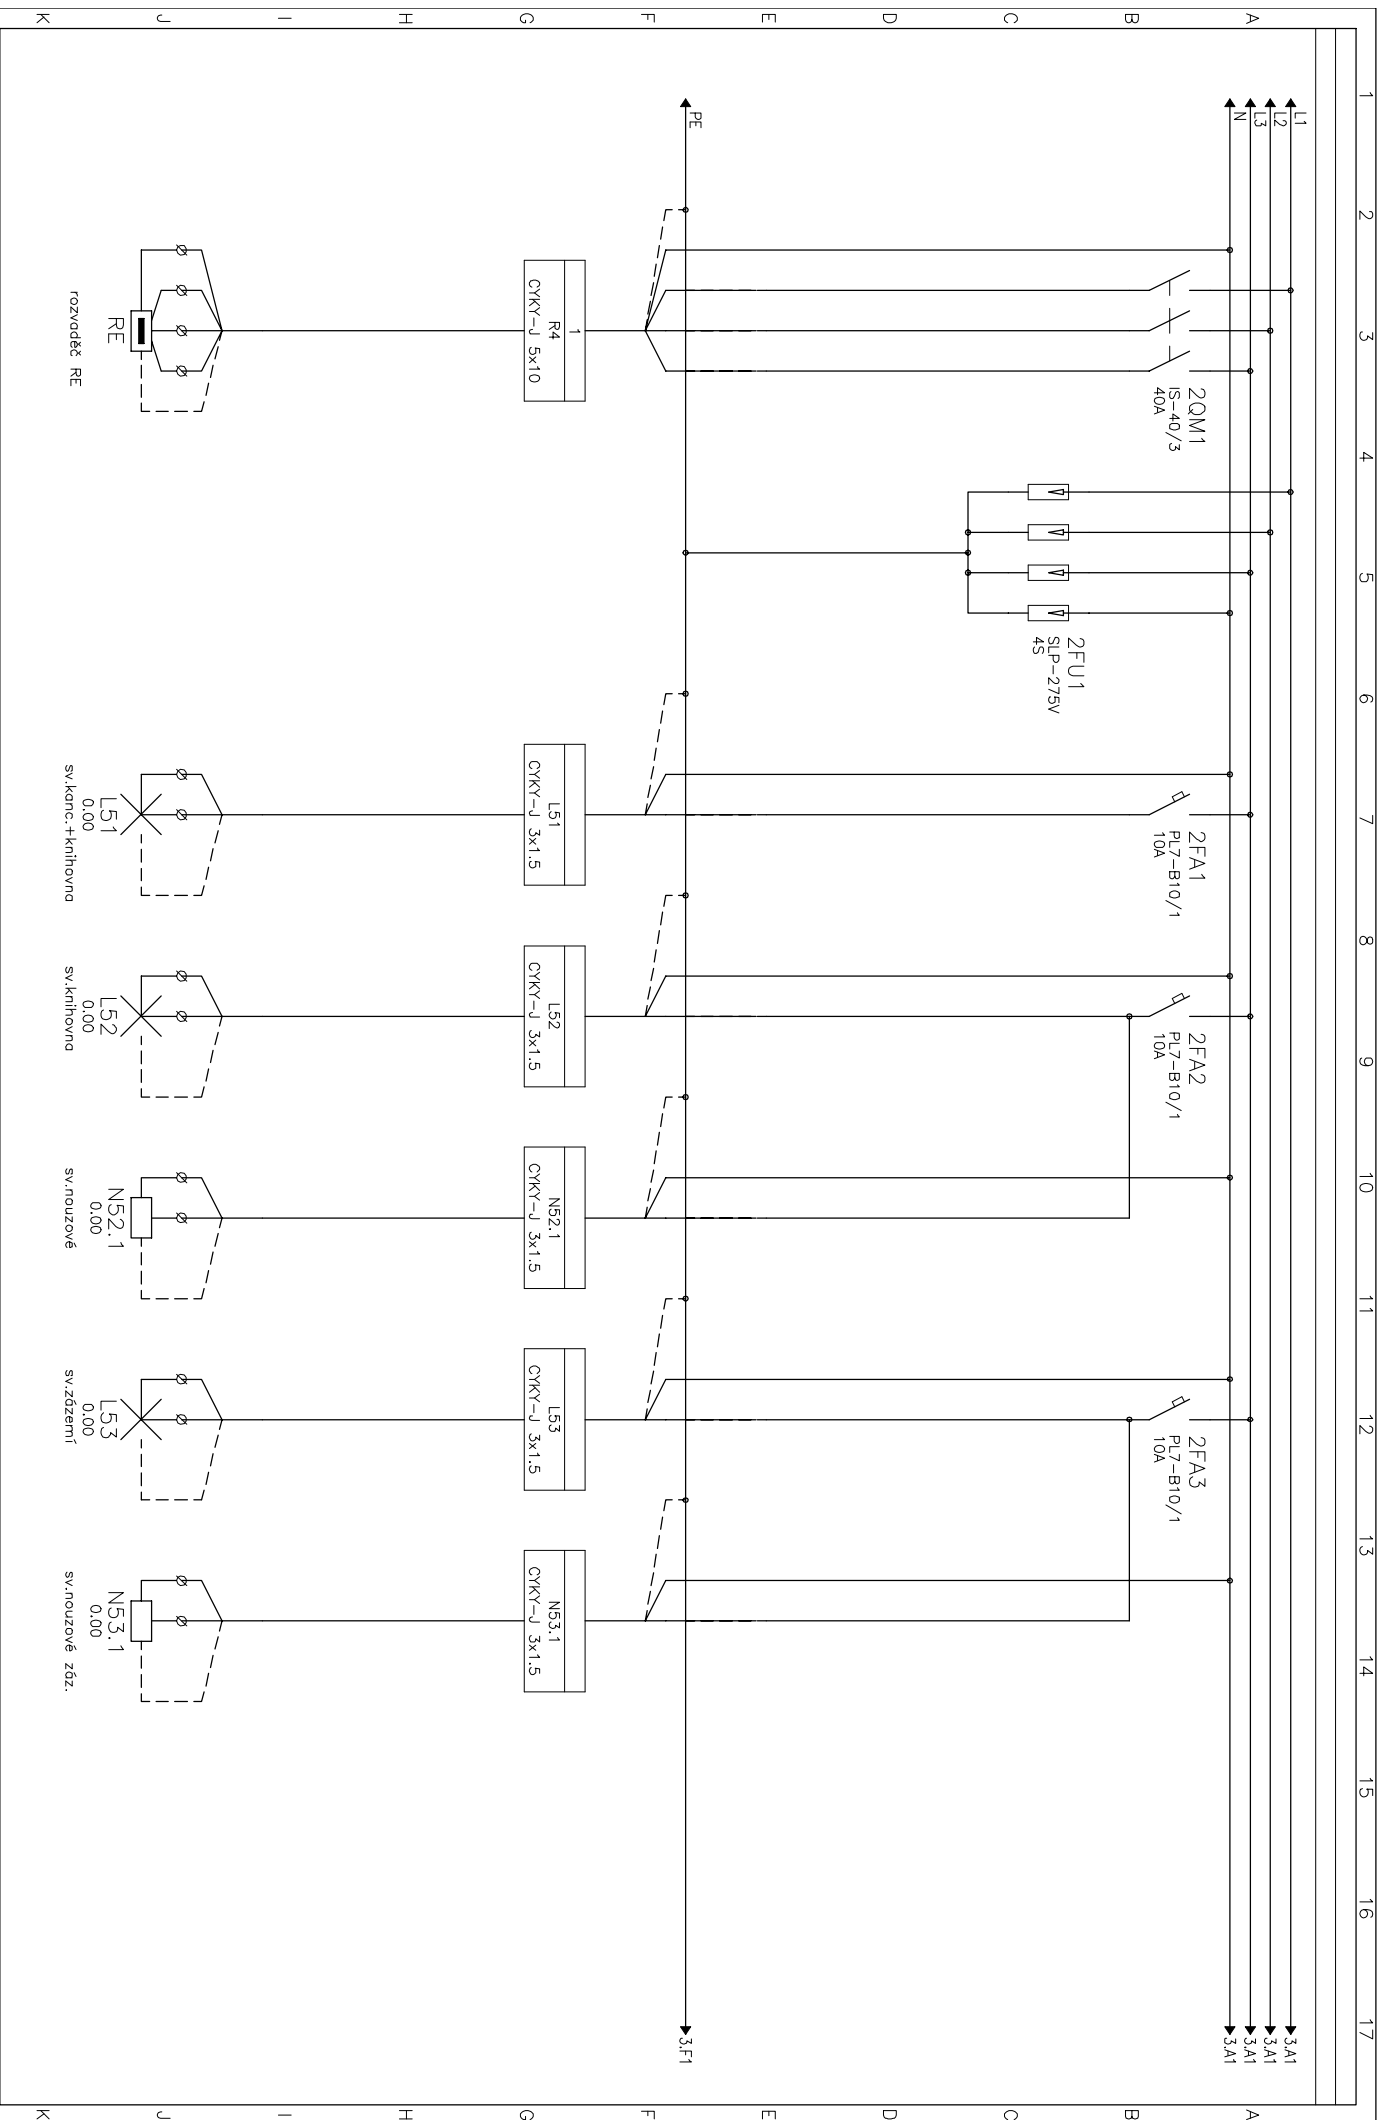 1 2 3 4 5 6 7 8 9 10 11 12 13 14 15 16 17
A
B
C
D
E
F
G
H
I
J
K
A
B
C
D
E
F
G
H
I
J
K
L1
L2
L3
N
3.A1
3.A1
3.A1
3.A1
2QM1
IS-40/3
40A
2FU1
SLP-275V
4S
2FA1
PL7-B10/1
10A
2FA2
PL7-B10/1
10A
2FA3
PL7-B10/1
10A
PE
3.F1
1
R4
CYKY-J 5x10
L51
CYKY-J 3x1.5
L52
CYKY-J 3x1.5
N52.1
CYKY-J 3x1.5
L53
CYKY-J 3x1.5
N53.1
CYKY-J 3x1.5
RE
rozvaděč RE
L51
0.00
sv.kanc.+knihovna
L52
0.00
sv.knihovna
N52.1
0.00
sv.nouzové
L53
0.00
sv.zázemí
N53.1
0.00
sv.nouzové záz.